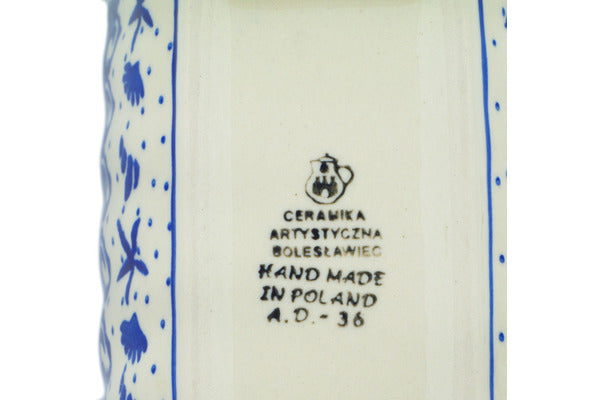 CERAMIKA
ARTYSTYCZNA
BOLESŁAWIEC
HAND MADE
IN POLAND
A.D.- 36